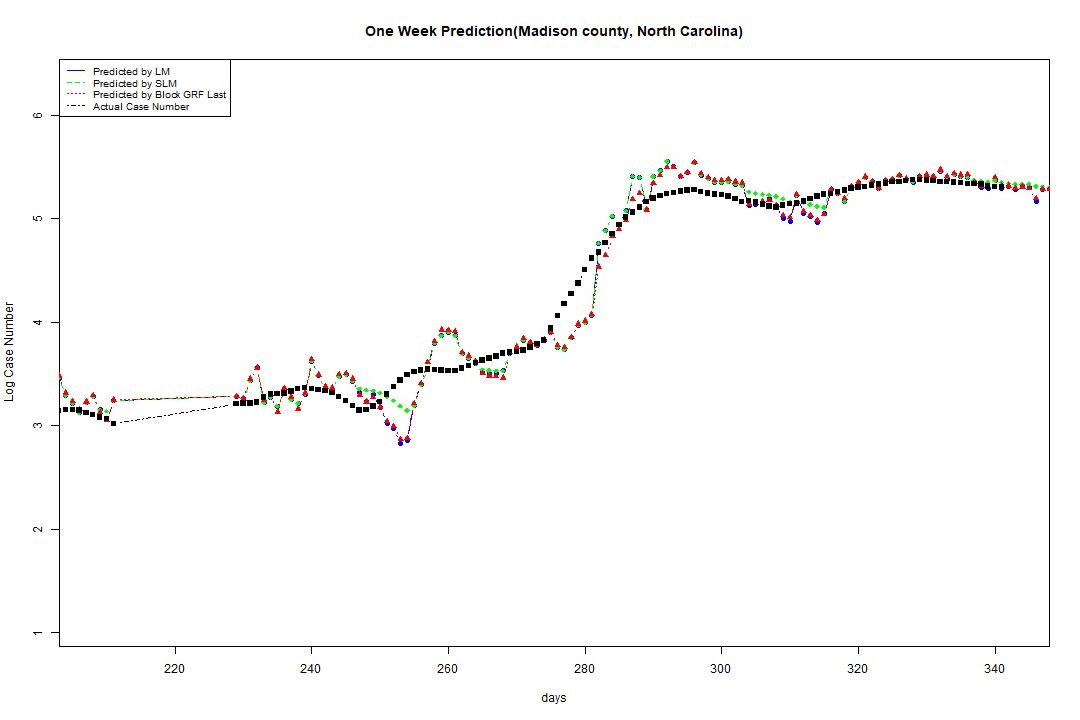 One Week Prediction(Madison county, North Carolina)
Predicted by LM
Predicted by SLM
Predicted by Block GRF Last
Actual Case Number
6
5
4
3
2
1
Log Case Number
220 240 260 280 300 320 340
days